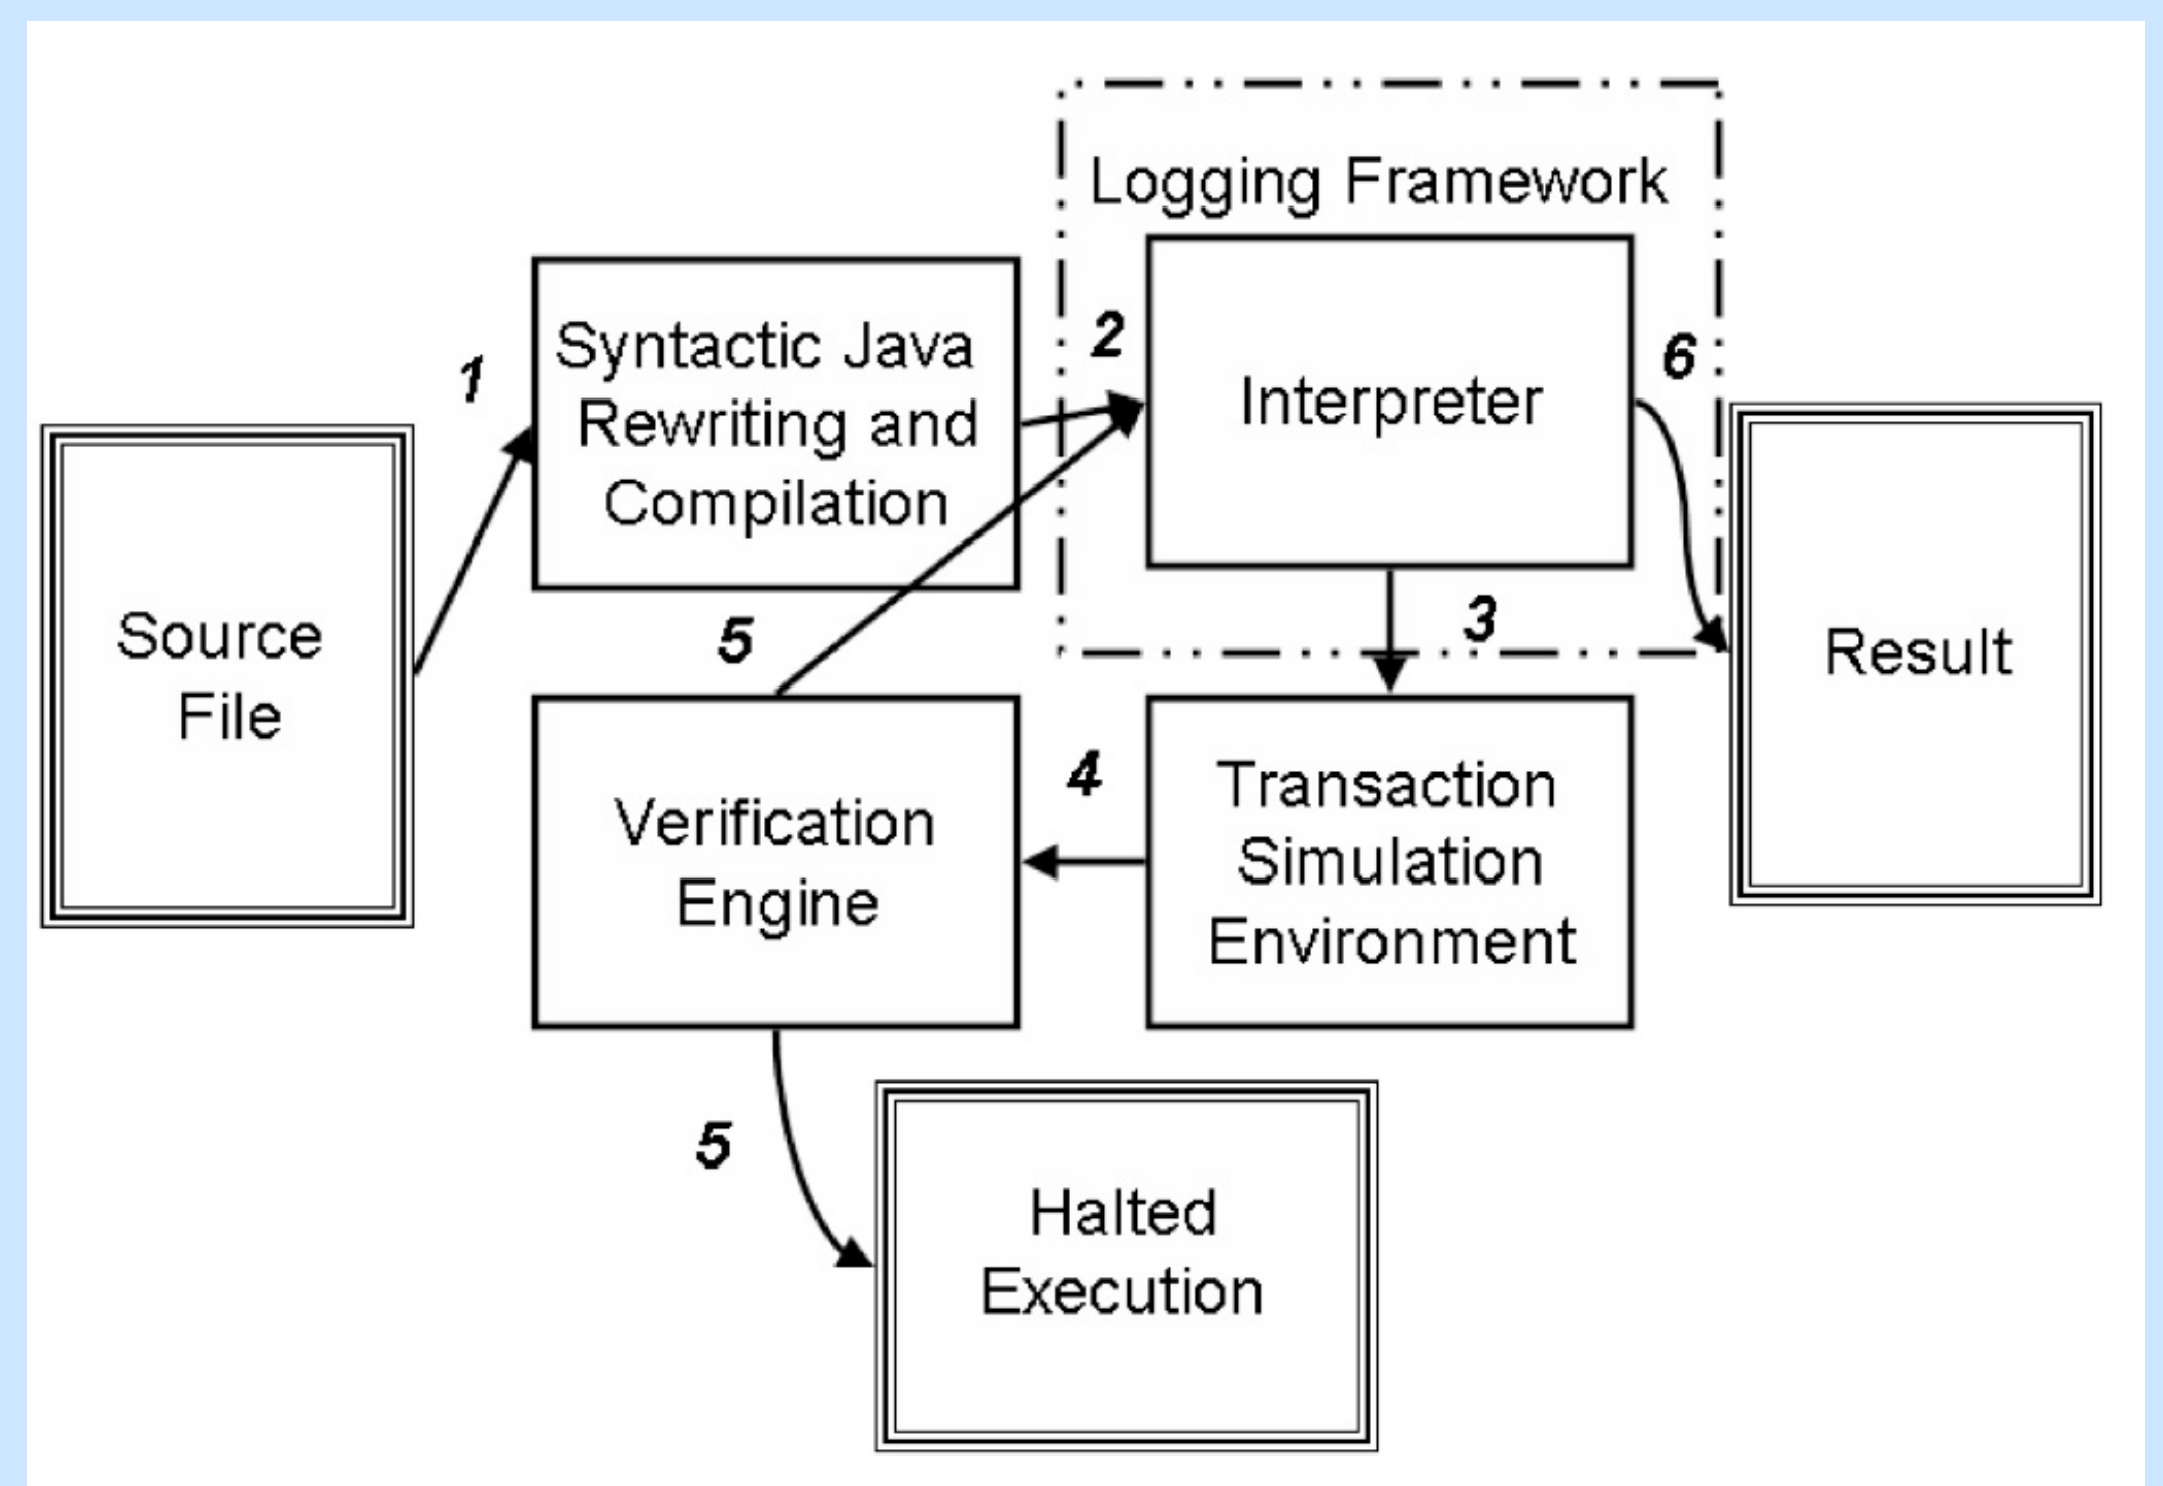 Logging Framework
Syntactic Java
Rewriting and
Compilation
1
2
Interpreter
6
Source
File
5
3
Result
Verification
Engine
4
Transaction
Simulation
Environment
5
Halted
Execution